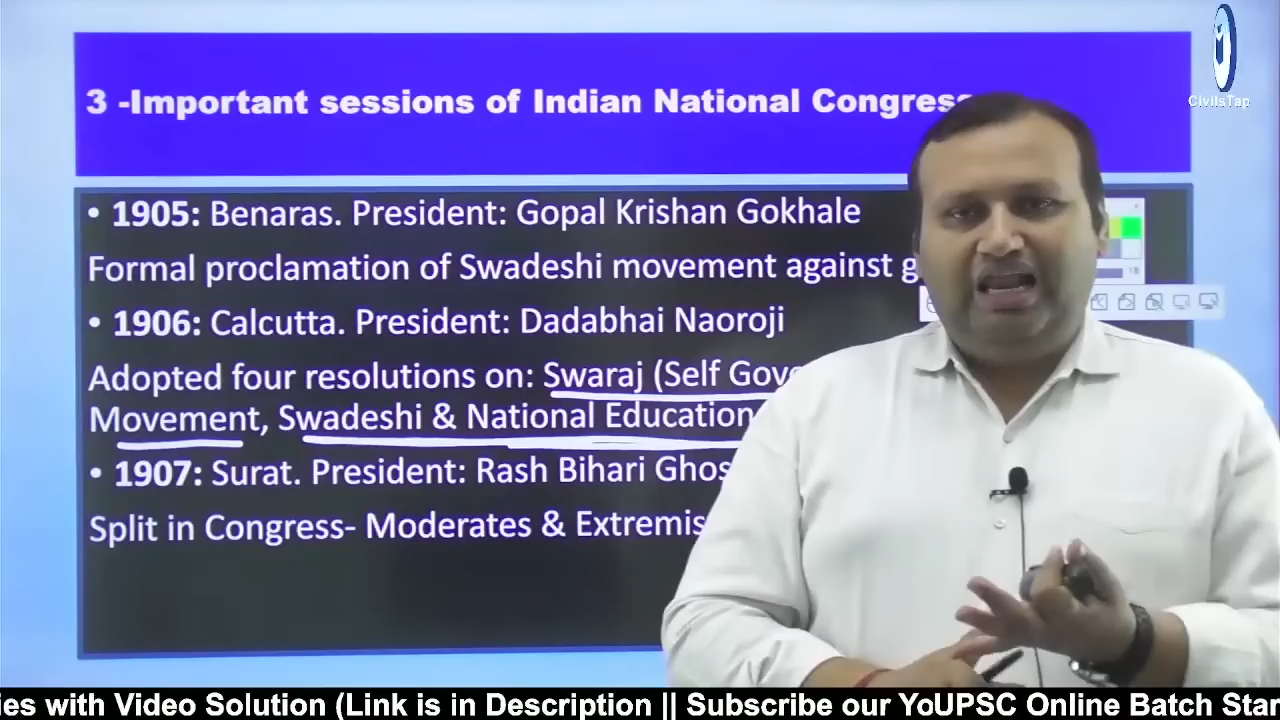 CivilsTap
3 -Important sessions of Indian National Congress
• 1905: Benaras. President: Gopal Krishan Gokhale
Formal proclamation of Swadeshi movement against g
• 1906: Calcutta. President: Dadabhai Naoroji
Adopted four resolutions on: Swaraj (Self Gove
Movement, Swadeshi & National Education
• 1907: Surat. President: Rash Bihari Ghos
Split in Congress- Moderates & Extremis
18
ies with Video Solution (Link is in Description || Subscribe our YoUPSC Online Batch Star